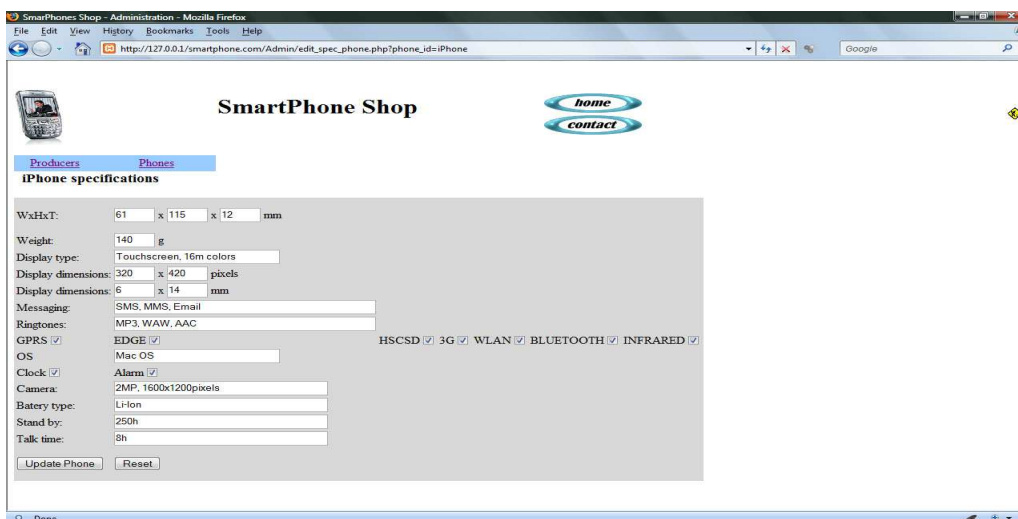 SmarPhones Shop - Administration - Mozilla Firefox
File Edit View History Bookmarks Tools Help
http://127.0.0.1/smartphone.com/Admin/edit_spec_phone.php?phone_id=iPhone
Google
SmartPhone Shop
home
contact
Producers Phones
iPhone specifications
WxHxT: 61 x 115 x 12 mm
Weight: 140 g
Display type: Touchscreen, 16m colors
Display dimensions: 320 x 420 pixels
Display dimensions: 6 x 14 mm
Messaging: SMS, MMS, Email
Ringtones: MP3, WAW, AAC
GPRS EDGE HSCSD 3G WLAN BLUETOOTH INFRARED
OS Mac OS
Clock Alarm
Camera: 2MP, 1600x1200pixels
Batery type: Li-Ion
Stand by: 250h
Talk time: 8h
Update Phone Reset
Done